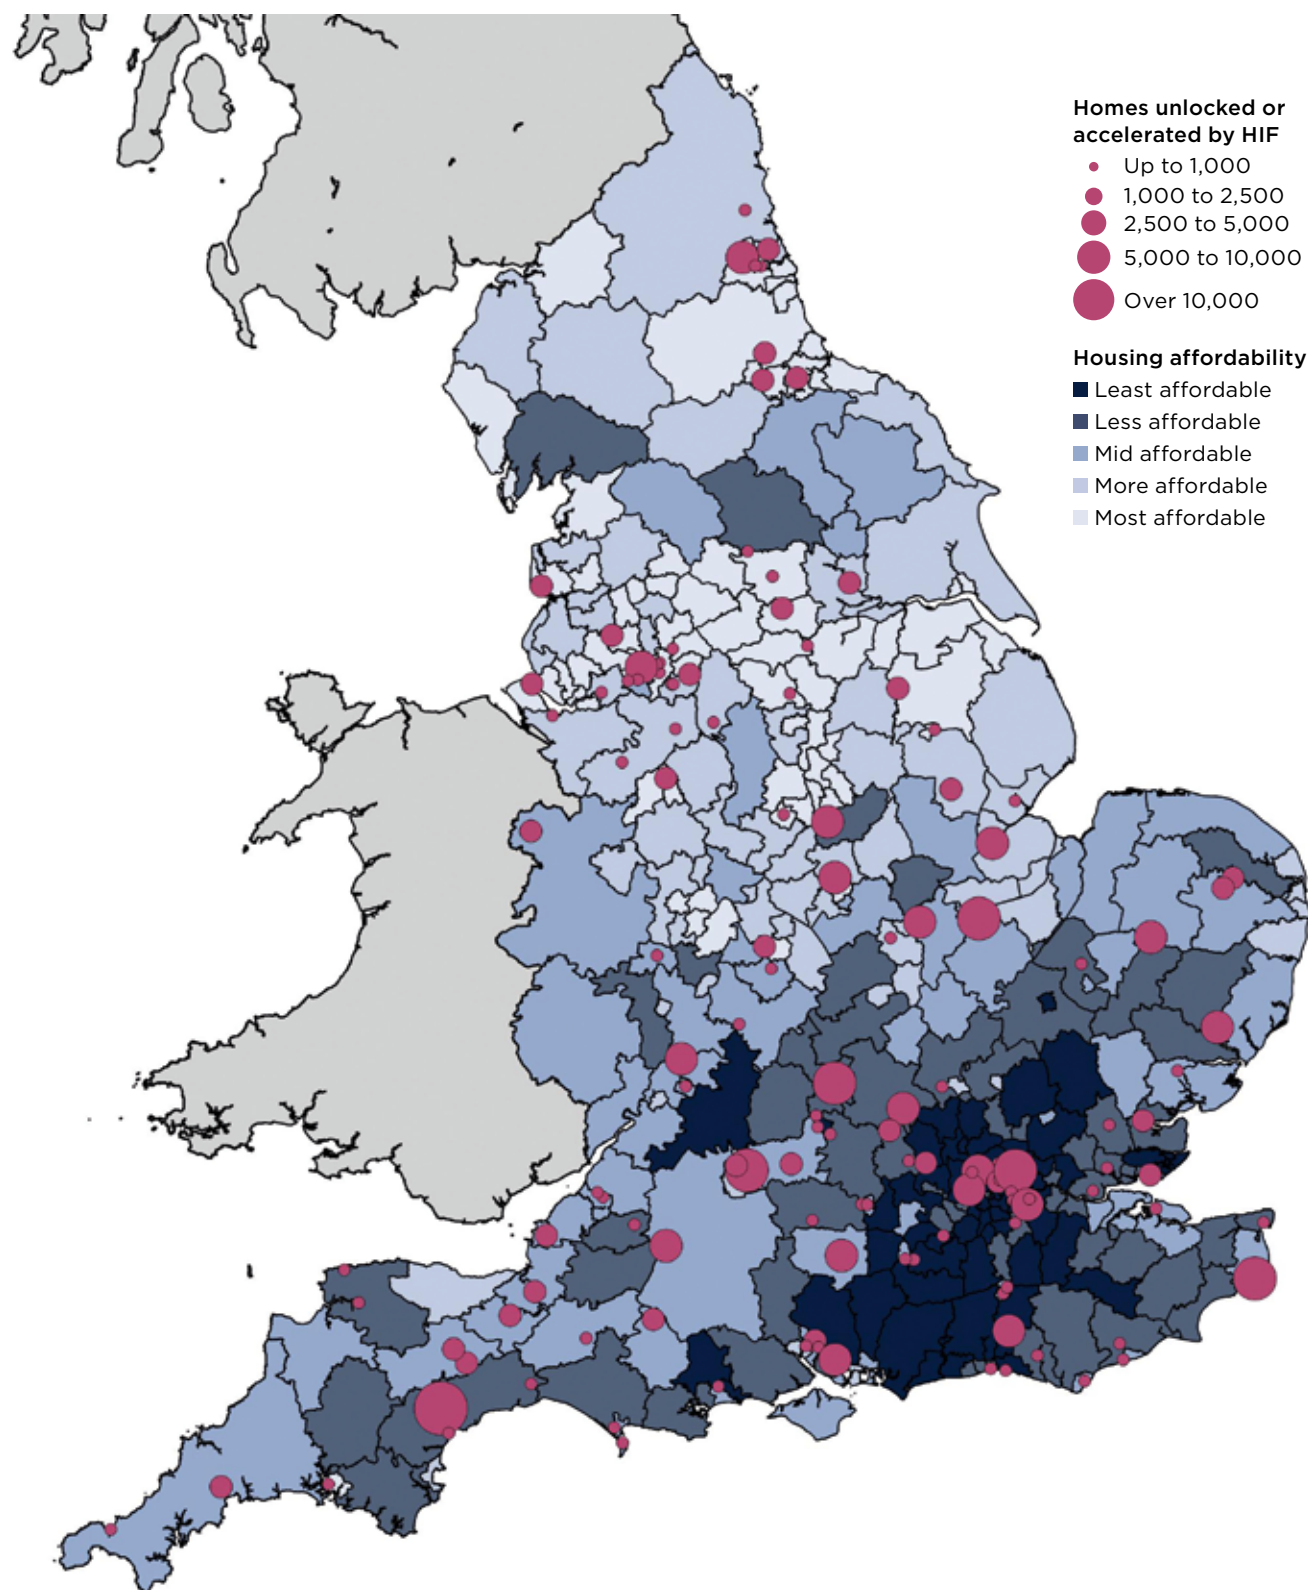 Homes unlocked or
accelerated by HIF
Up to 1,000
1,000 to 2,500
2,500 to 5,000
5,000 to 10,000
Over 10,000
Housing affordability
Least affordable
Less affordable
Mid affordable
More affordable
Most affordable